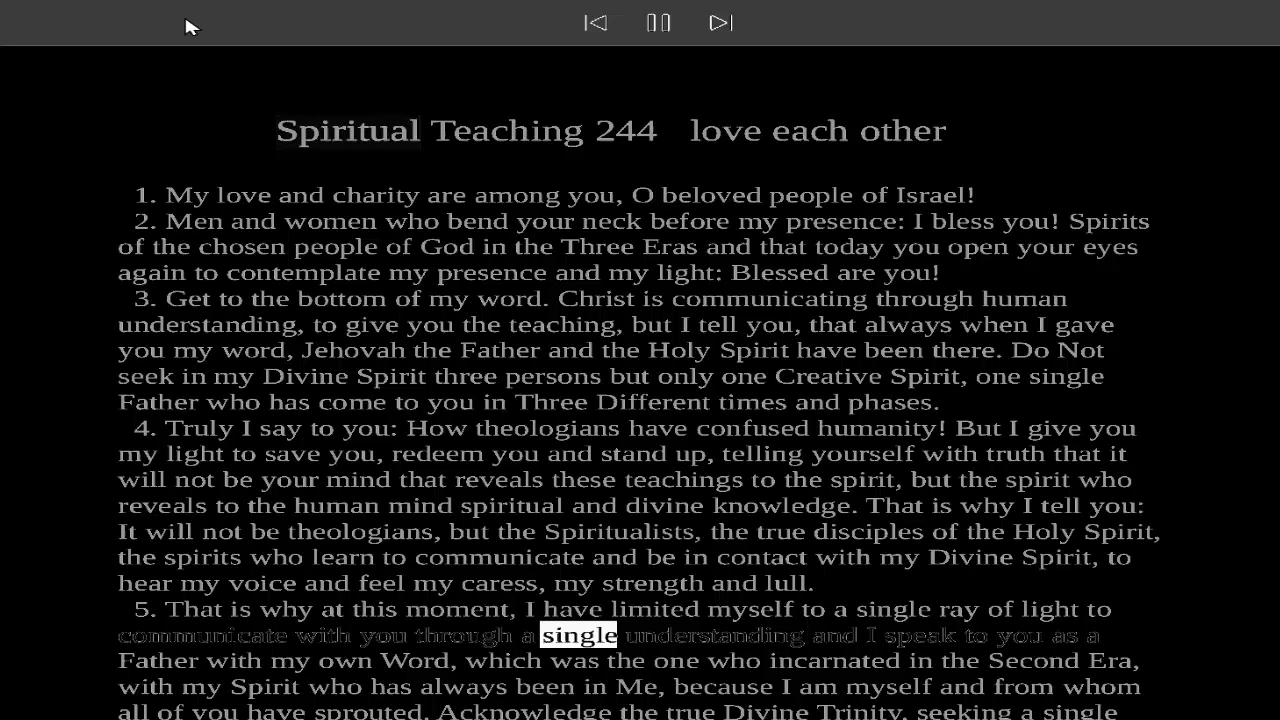 Spiritual Teaching 244 love each other
1. My love and charity are among you, O beloved people of Israel!
2. Men and women who bend your neck before my presence: I bless you! Spirits
of the chosen people of God in the Three Eras and that today you open your eyes
again to contemplate my presence and my light: Blessed are you!
3. Get to the bottom of my word. Christ is communicating through human
understanding, to give you the teaching, but I tell you, that always when I gave
you my word, Jehovah the Father and the Holy Spirit have been there. Do Not
seek in my Divine Spirit three persons but only one Creative Spirit, one single
Father who has come to you in Three Different times and phases.
4. Truly I say to you: How theologians have confused humanity! But I give you
my light to save you, redeem you and stand up, telling yourself with truth that it
will not be your mind that reveals these teachings to the spirit, but the spirit who
reveals to the human mind spiritual and divine knowledge. That is why I tell you:
It will not be theologians, but the Spiritualists, the true disciples of the Holy Spirit,
the spirits who learn to communicate and be in contact with my Divine Spirit, to
hear my voice and feel my caress, my strength and lull.
5. That is why at this moment, I have limited myself to a single ray of light to
communicate with you through a single understanding and I speak to you as a
Father with my own Word, which was the one who incarnated in the Second Era,
with my Spirit who has always been in Me, because I am myself and from whom
all of you have sprouted. Acknowledge the true Divine Trinity, seeking a single